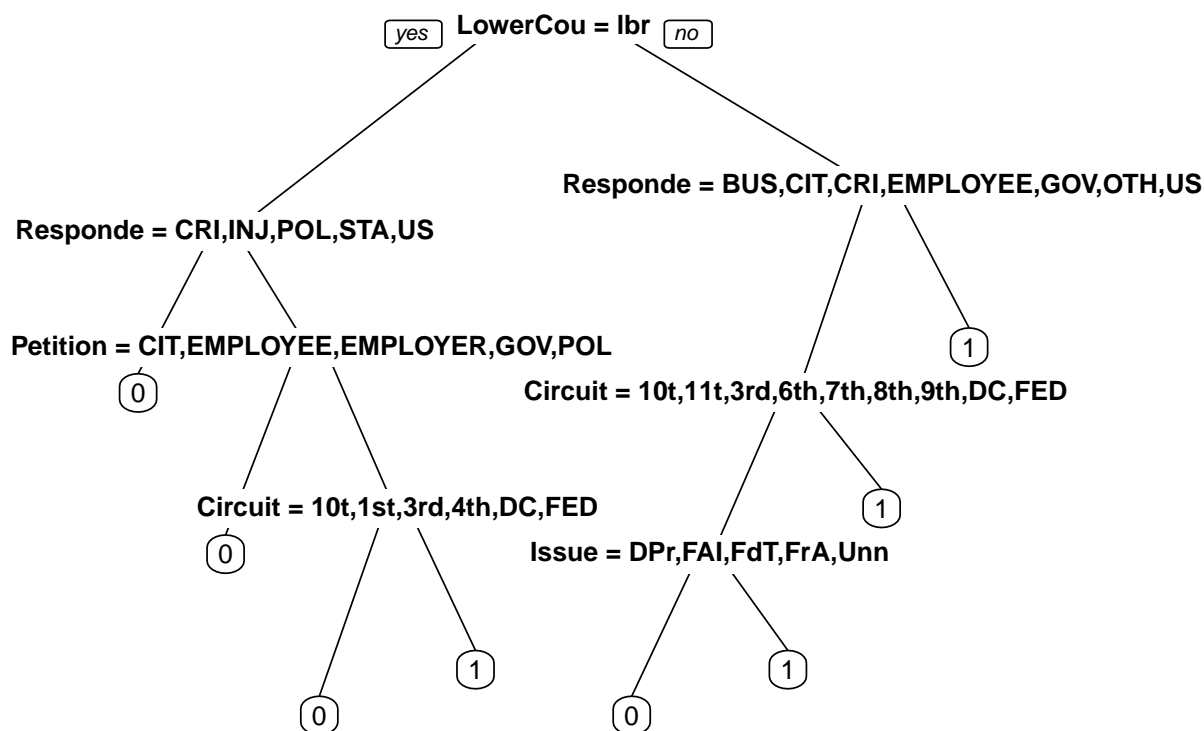 yes LowerCou = lbr no
Responde = BUS,CIT,CRI,EMPLOYEE,GOV,OTH,US
Responde = CRI,INJ,POL,STA,US
Petition = CIT,EMPLOYEE,EMPLOYER,GOV,POL
1
0
Circuit = 10t,11t,3rd,6th,7th,8th,9th,DC,FED
Circuit = 10t,1st,3rd,4th,DC,FED
1
0
Issue = DPr,FAI,FdT,FrA,Unn
1
1
0
0